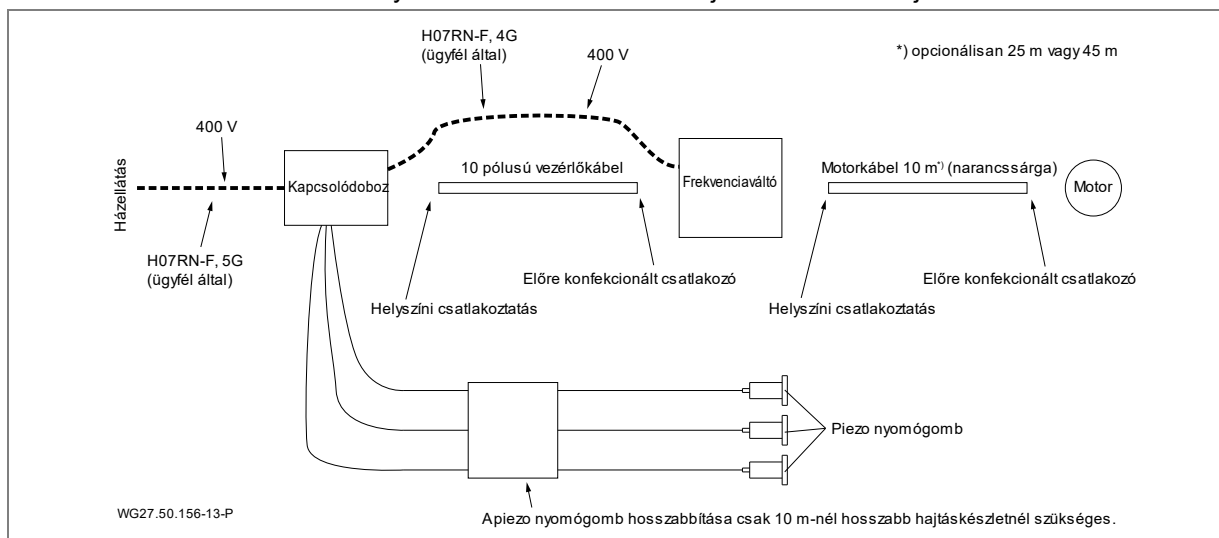 H07RN-F, 4G
(ügyfél által)
400 V
*) opcionálisan 25 m vagy 45 m
400 V
Házellátás
Kapcsolódoboz
10 pólusú vezérlőkábel
Frekvenciaváltó
Motorkábel 10 m*) (narancssárga)
Motor
H07RN-F, 5G
(ügyfél által)
Előre konfekcionált csatlakozó
Előre konfekcionált csatlakozó
Helyszíni csatlakoztatás
Helyszíni csatlakoztatás
Piezo nyomógomb
WG27.50.156-13-P
Apiezo nyomógomb hosszabbítása csak 10 m-nél hosszabb hajtáskészletnél szükséges.